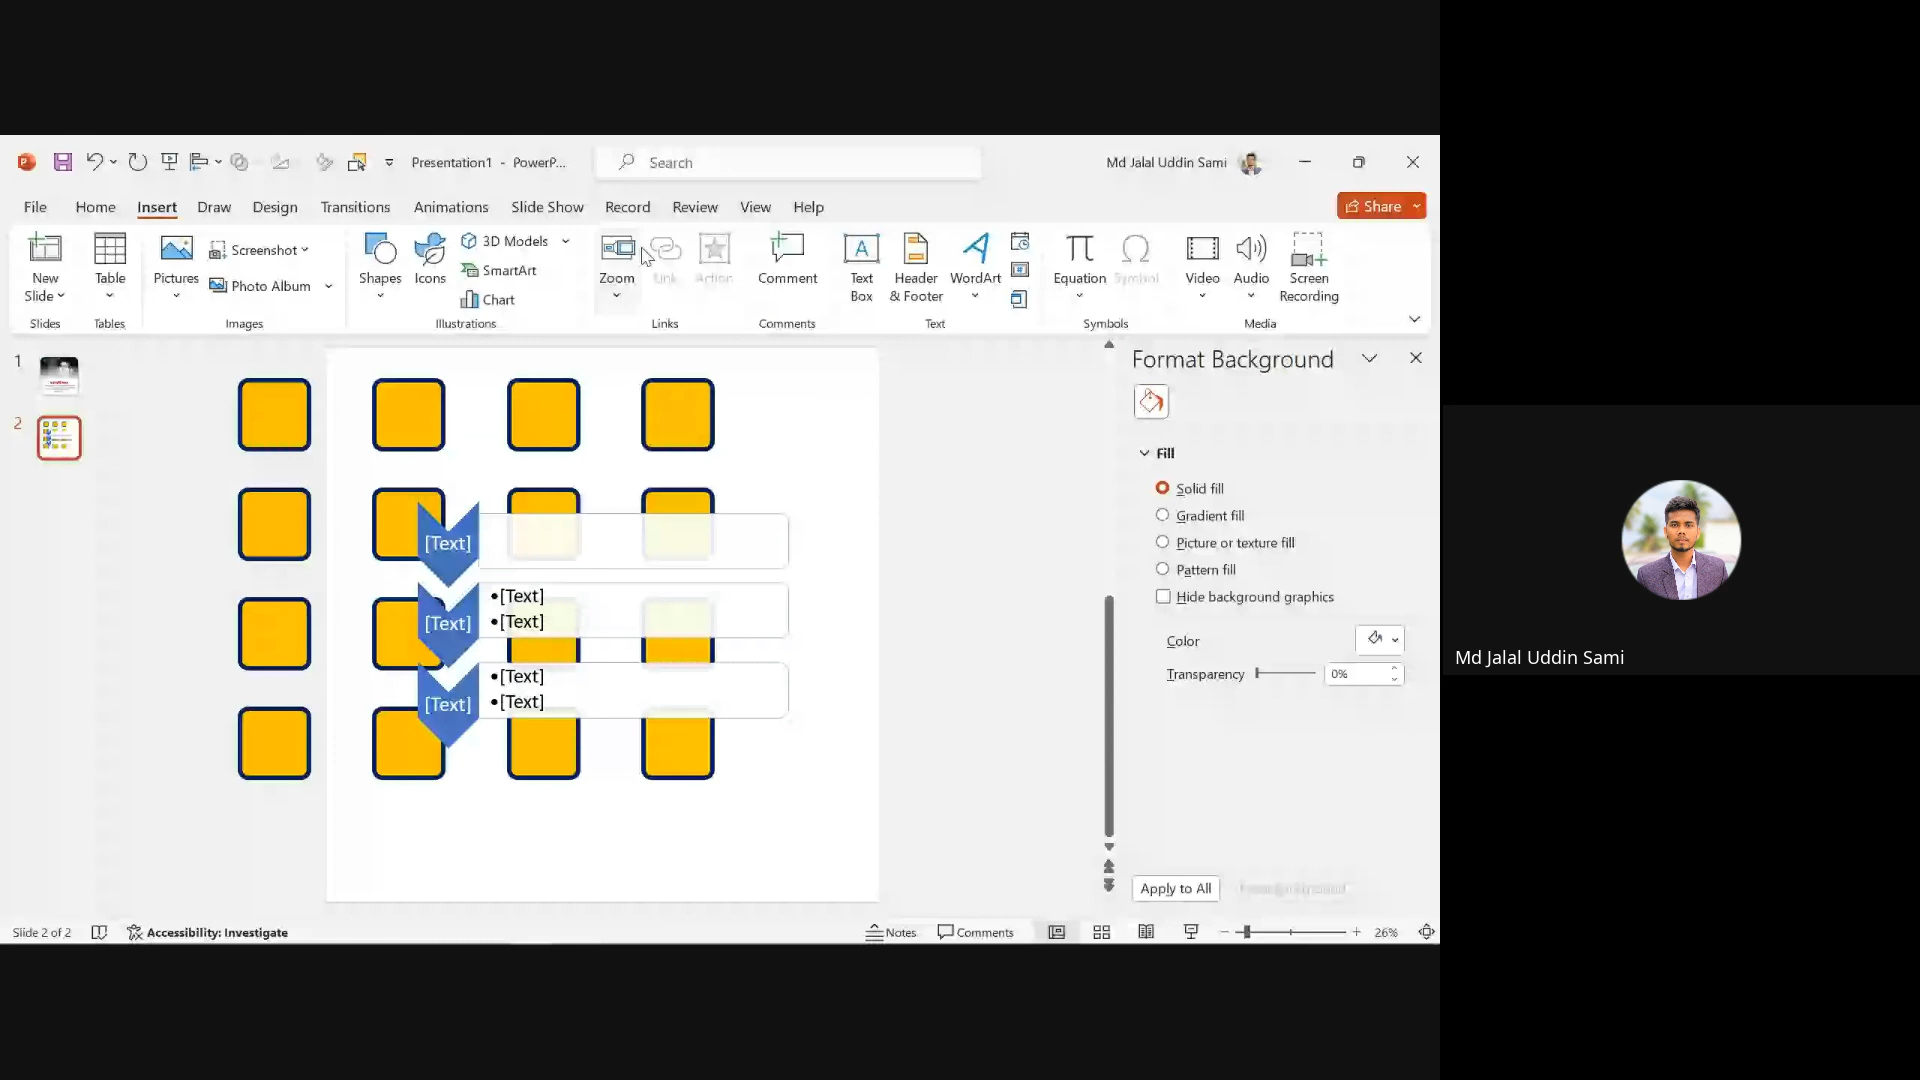 Presentation1 - PowerP...
Search
Md Jalal Uddin Sami
File Home Insert Draw Design Transitions Animations Slide Show Record Review View Help
Share
New Slide
Table
Pictures
Screenshot
Photo Album
Shapes
Icons
3D Models
SmartArt
Chart
Zoom
Link
Action
Comment
Text Box
Header & Footer
WordArt
Equation
Symbol
Video
Audio
Screen Recording
Slides Tables Images Illustrations Links Comments Text Symbols Media
1
2
[Text]
[Text]
•[Text]
•[Text]
[Text]
•[Text]
•[Text]
Format Background
Fill
Solid fill
Gradient fill
Picture or texture fill
Pattern fill
Hide background graphics
Color
Transparency 0%
Apply to All
Slide 2 of 2 Accessibility: Investigate Notes Comments 26%
Md Jalal Uddin Sami